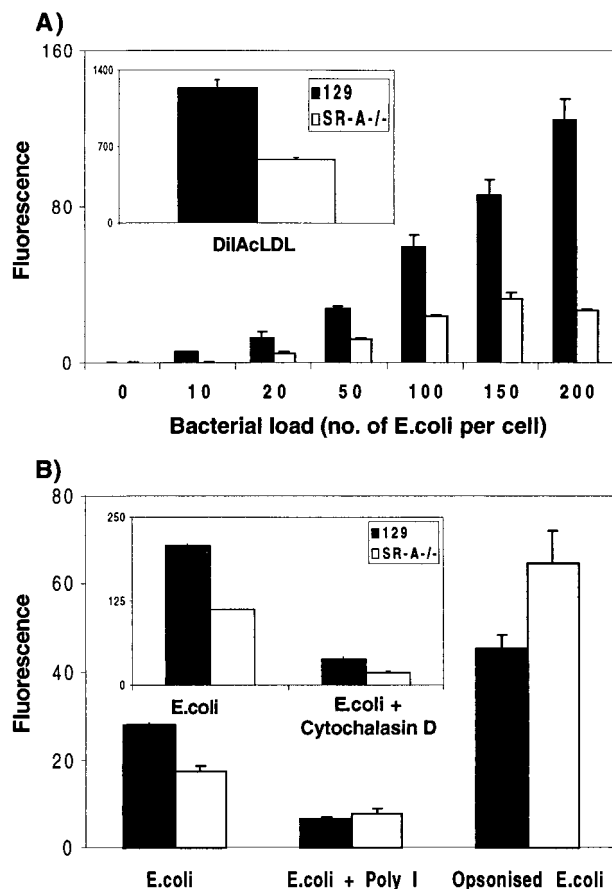 A)
160
80
0
Fluorescence
1400
700
0
129
SR-A-/-
DiIAcLDL
0 10 20 50 100 150 200
Bacterial load (no. of E.coli per cell)
B)
80
60
40
20
0
Fluorescence
250
125
0
129
SR-A-/-
E.coli E.coli +
Cytochalasin D
E.coli E.coli + Poly I Opsonised E.coli